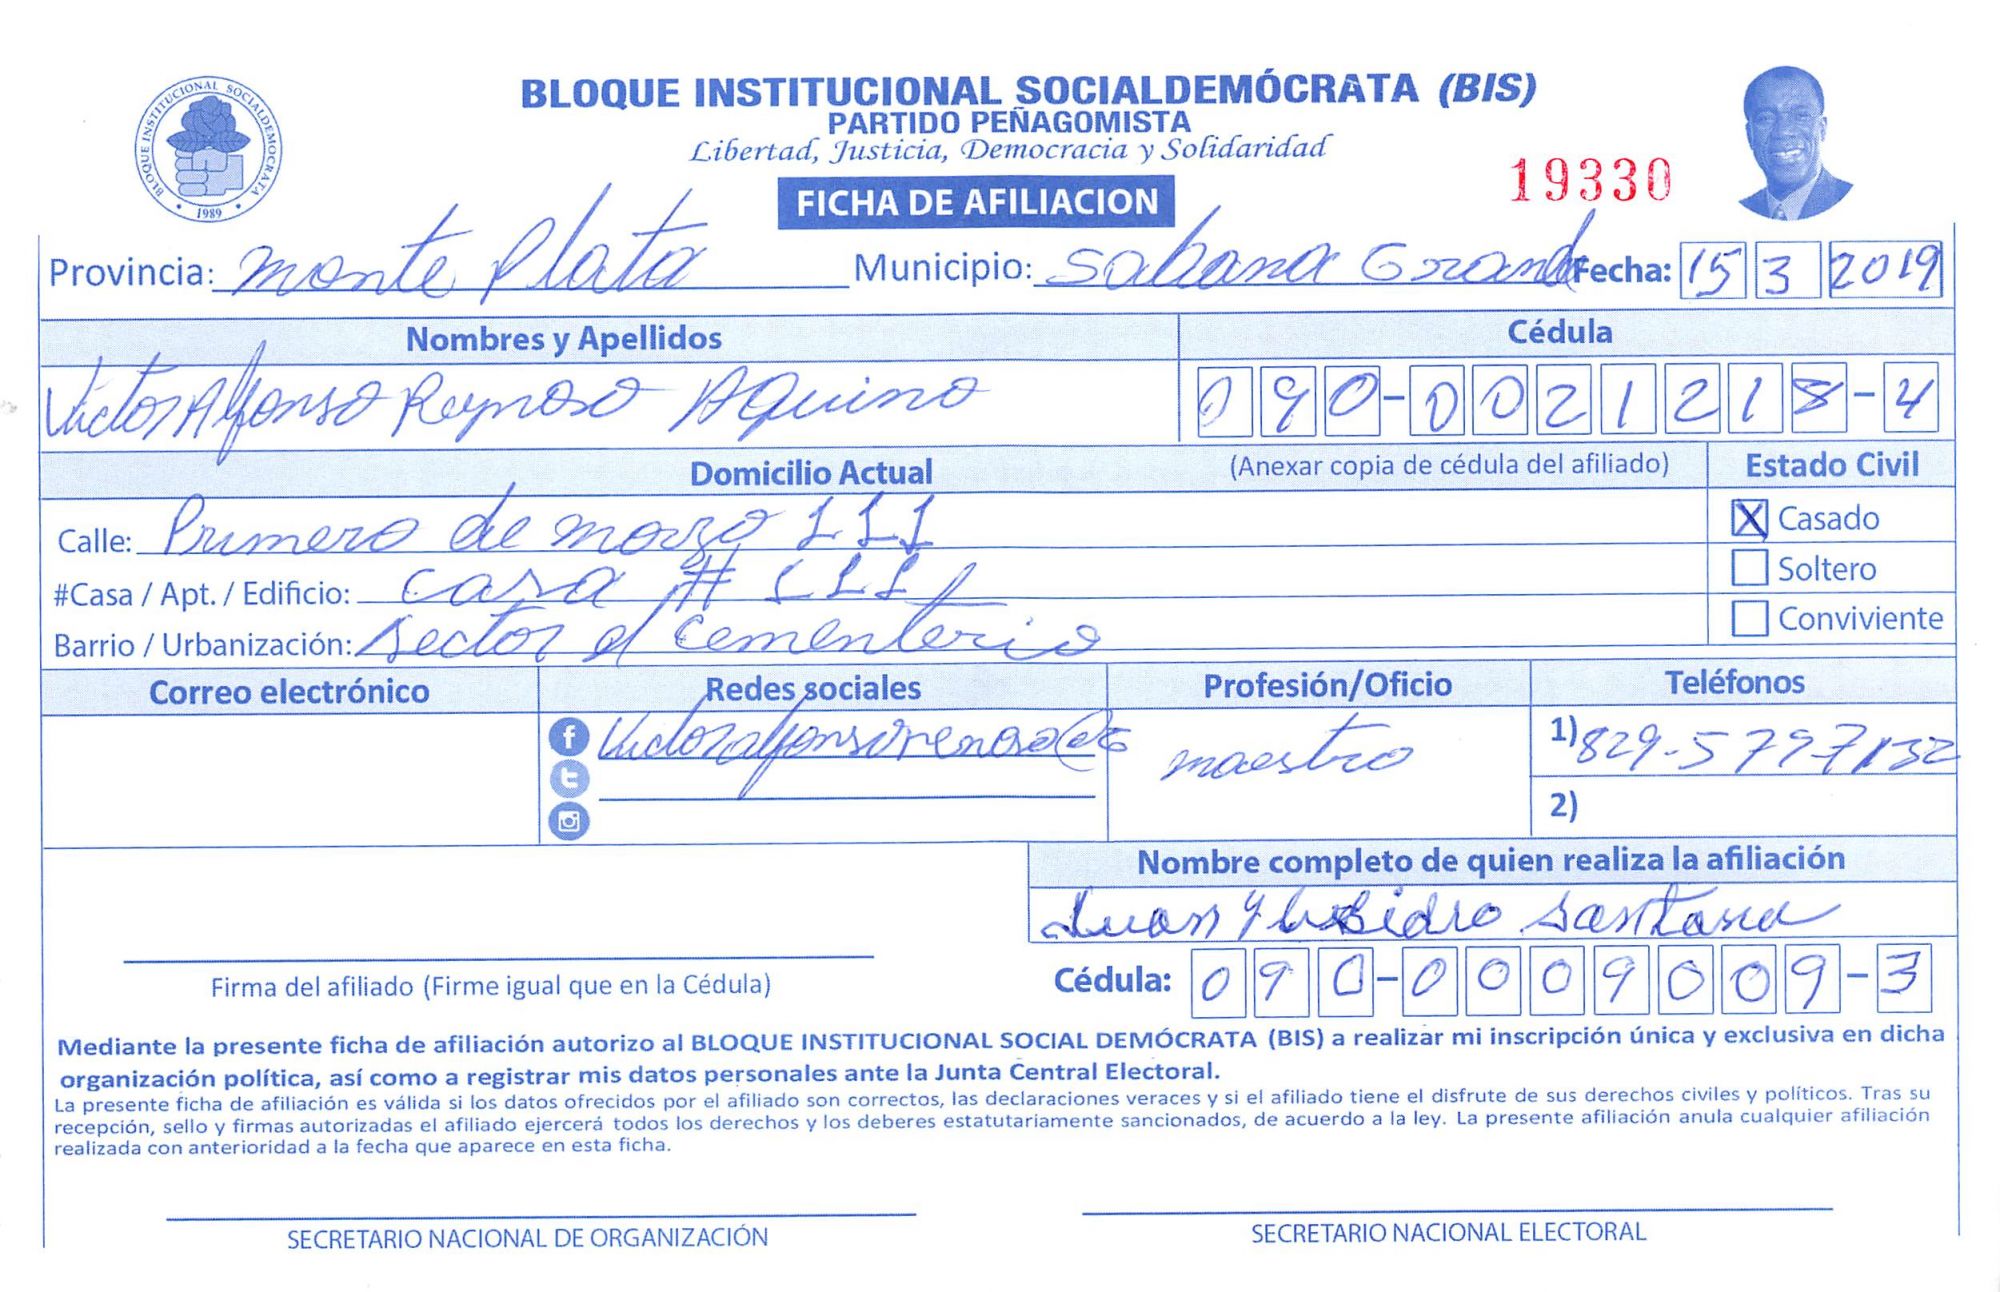 BLOQUE INSTITUCIONAL SOCIALDEMÓCRATA (BIS)
PARTIDO PEÑAGOMISTA
Libertad, Justicia, Democracia y Solidaridad
BLOQUE INSTITUCIONAL SOCIALDEMOCRATA
1989
19330
FICHA DE AFILIACION
Provincia: Monte Plata Municipio: Sabana Grande Fecha: 15 3 2019
Nombres y Apellidos Cédula
Victor Alfonso Reynoso Aquino 090-0021218-4
Domicilio Actual (Anexar copia de cédula del afiliado) Estado Civil
Calle: Primero de marzo 111 X Casado
#Casa / Apt. / Edificio: casa # 111 Soltero
Barrio / Urbanización: sector el cementerio Conviviente
Correo electrónico Redes sociales Profesión/Oficio Teléfonos
maestro 1) 829-5797132
2)
Nombre completo de quien realiza la afiliación
Juan Santana
Firma del afiliado (Firme igual que en la Cédula) Cédula: 090-0009009-3
Mediante la presente ficha de afiliación autorizo al BLOQUE INSTITUCIONAL SOCIAL DEMÓCRATA (BIS) a realizar mi inscripción única y exclusiva en dicha
organización política, así como a registrar mis datos personales ante la Junta Central Electoral.
La presente ficha de afiliación es válida si los datos ofrecidos por el afiliado son correctos, las declaraciones veraces y si el afiliado tiene el disfrute de sus derechos civiles y políticos. Tras su
recepción, sello y firmas autorizadas el afiliado ejercerá todos los derechos y los deberes estatutariamente sancionados, de acuerdo a la ley. La presente afiliación anula cualquier afiliación
realizada con anterioridad a la fecha que aparece en esta ficha.
SECRETARIO NACIONAL DE ORGANIZACIÓN SECRETARIO NACIONAL ELECTORAL